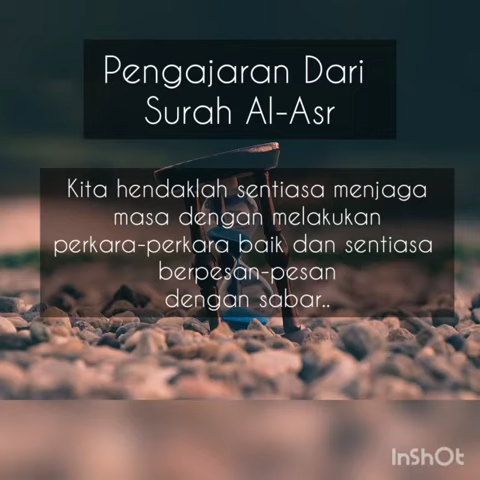 Pengajaran Dari
Surah Al-Asr
Kita hendaklah sentiasa menjaga
masa dengan melakukan
perkara-perkara baik dan sentiasa
berpesan-pesan
dengan sabar..
InShOt